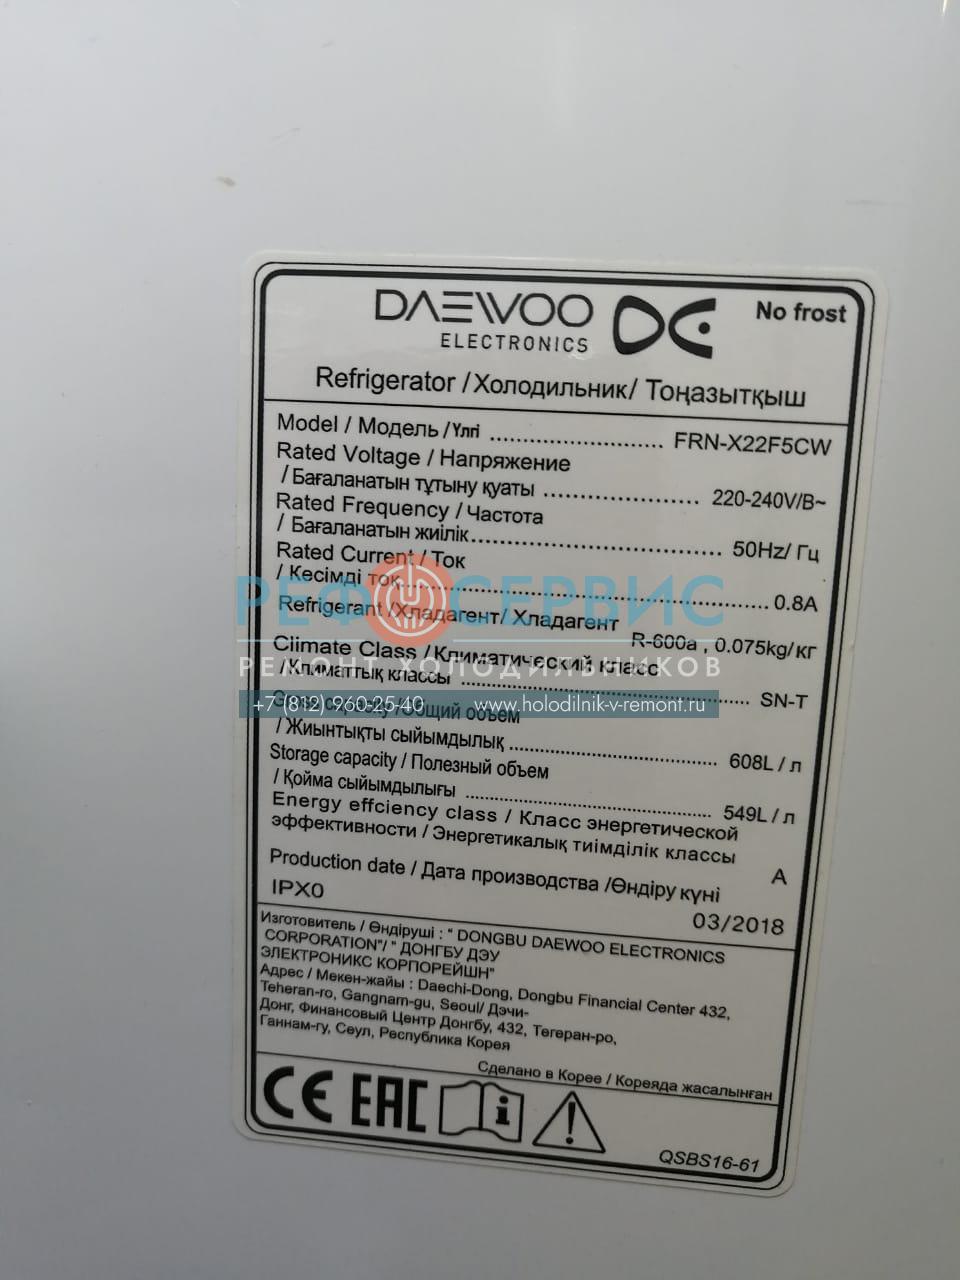 DAEWOO
ELECTRONICS
No frost
Refrigerator /Холодильник/ Тоңазытқыш
Model / Модель /Үлгі ........................ FRN-X22F5CW
Rated Voltage / Напряжение
/Бағаланатын тұтыну қуаты ..................... 220-240V/B~
Rated Frequency / Частота
/ Бағаланатын жиілік................................. 50Hz/ Гц
Rated Current / Ток
/ Кесімді ток................................................ 0.8A
Refrigerant /Хладагент/ Хладагент
R-600a , 0.075kg/кг
Climate Class / Климатический класс
/Климаттық классы ...................................... SN-T
Gross capacity /Общий объем
/ Жиынтықты сыйымдылық ............................ 608L / л
Storage capacity / Полезный объем
/ Қойма сыйымдылығы ................................. 549L / л
Energy effciency class / Класс энергетической
эффективности / Энергетикалық тиімділік классы
A
Production date / Дата производства /Өндіру күні
IPX0
03/2018
Изготовитель / Өндіруші : " DONGBU DAEWOO ELECTRONICS
CORPORATION"/ " ДОНГБУ ДЭУ
ЭЛЕКТРОНИКС КОРПОРЕЙШН"
Адрес / Мекен-жайы : Daechi-Dong, Dongbu Financial Center 432,
Teheran-ro, Gangnam-gu, Seoul/ Дэчи-
Донг, Финансовый Центр Донгбу, 432, Тегеран-ро,
Ганнам-гу, Сеул, Республика Корея
Сделано в Корее / Кореяда жасалынған
CE EAC
QSBS16-61
РЕФ СЕРВИС
РЕМОНТ ХОЛОДИЛЬНИКОВ
+7 (812) 960-25-40 www.holodilnik-v-remont.ru